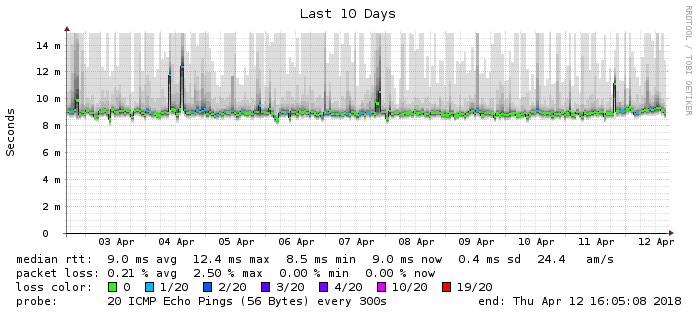 Last 10 Days
RRDTOOL / TOBI OETIKER
Seconds
14 m
12 m
10 m
8 m
6 m
4 m
2 m
0
03 Apr 04 Apr 05 Apr 06 Apr 07 Apr 08 Apr 09 Apr 10 Apr 11 Apr 12 Apr
median rtt: 9.0 ms avg 12.4 ms max 8.5 ms min 9.0 ms now 0.4 ms sd 24.4 am/s
packet loss: 0.21 % avg 2.50 % max 0.00 % min 0.00 % now
loss color: 0 1/20 2/20 3/20 4/20 10/20 19/20
probe: 20 ICMP Echo Pings (56 Bytes) every 300s end: Thu Apr 12 16:05:08 2018